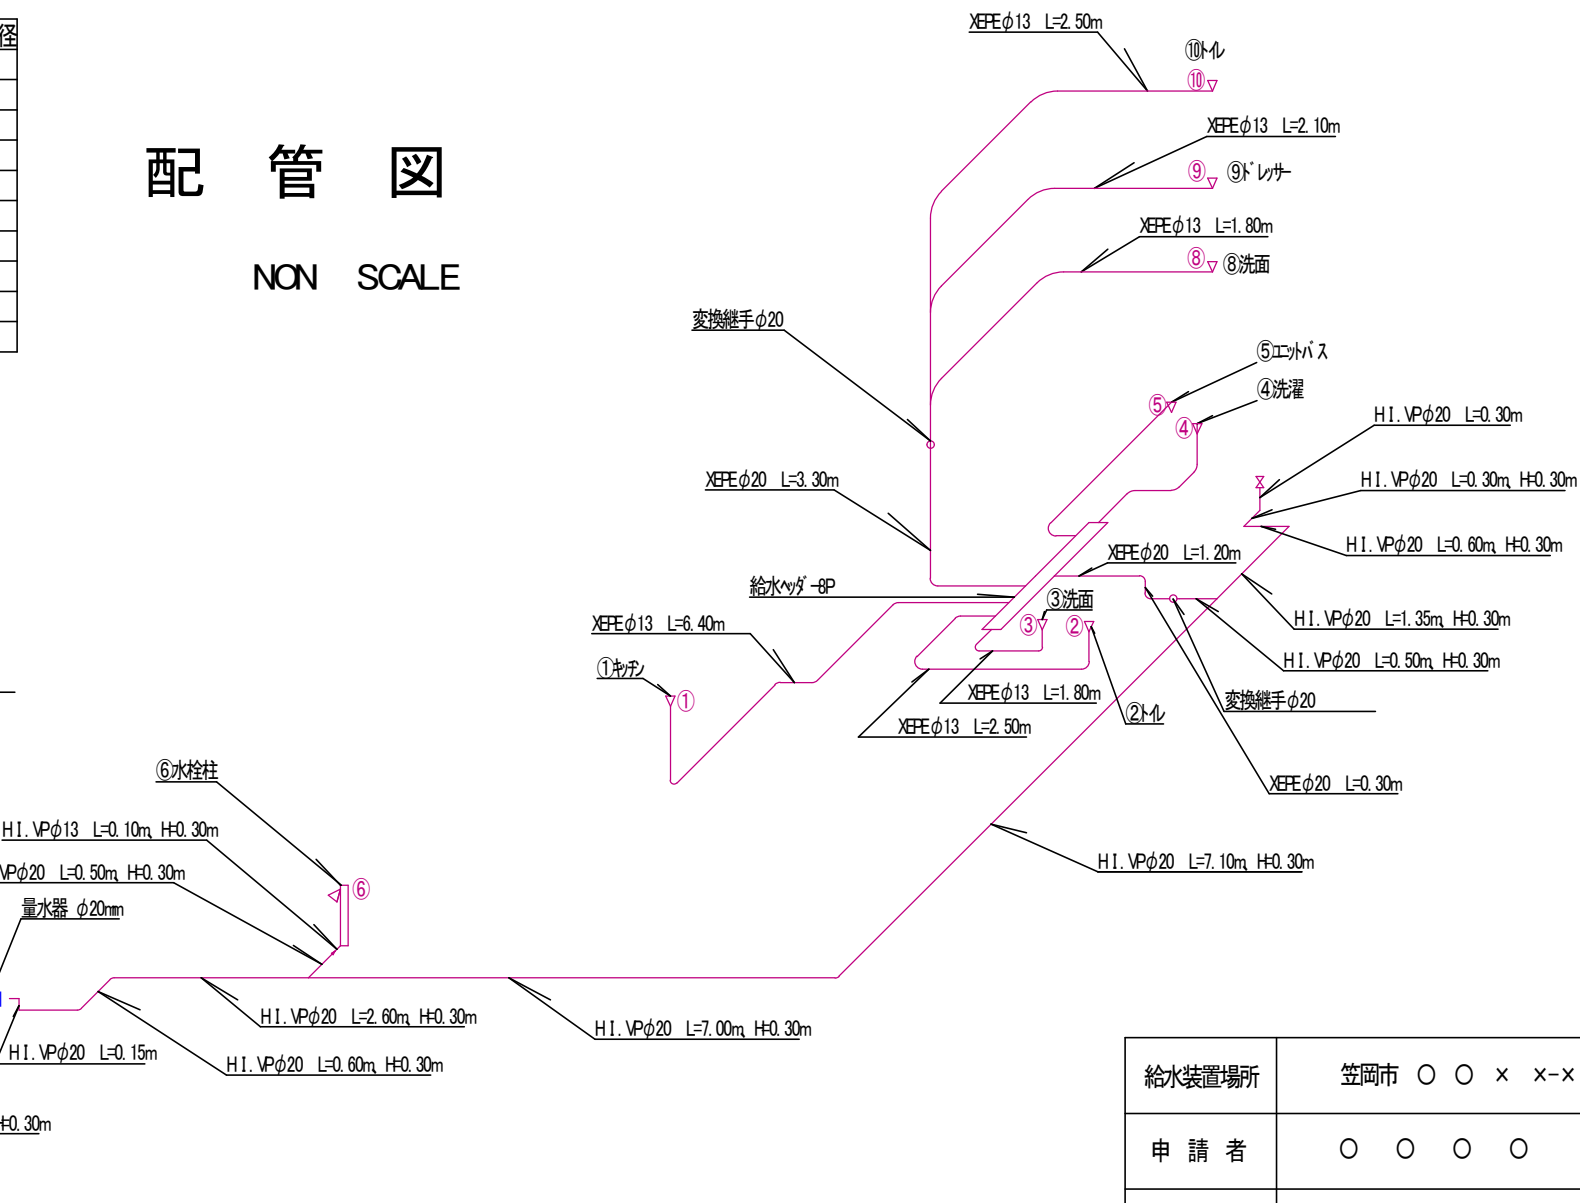 径
XEPEφ13 L=2.50m
⑩トイレ
⑩
XEPEφ13 L=2.10m
配管図
⑨
⑨ドレッサー
XEPEφ13 L=1.80m
⑧
⑧洗面
NON SCALE
変換継手φ20
⑤ユニットバス
④洗濯
⑤
④
HI.VPφ20 L=0.30m
XEPEφ20 L=3.30m
HI.VPφ20 L=0.30m, H=0.30m
HI.VPφ20 L=0.60m, H=0.30m
XEPEφ20 L=1.20m
給水ヘッダー8P
③洗面
XEPEφ13 L=6.40m
③
②
HI.VPφ20 L=1.35m, H=0.30m
①キッチン
HI.VPφ20 L=0.50m, H=0.30m
①
XEPEφ13 L=1.80m
変換継手φ20
②トイレ
XEPEφ13 L=2.50m
⑥水栓柱
XEPEφ20 L=0.30m
HI.VPφ13 L=0.10m, H=0.30m
HI.VPφ20 L=7.10m, H=0.30m
VPφ20 L=0.50m, H=0.30m
⑥
量水器 φ20mm
HI.VPφ20 L=2.60m, H=0.30m
HI.VPφ20 L=7.00m, H=0.30m
HI.VPφ20 L=0.15m
HI.VPφ20 L=0.60m, H=0.30m
給水装置場所 笠岡市 ○ ○ × ×-×
H=0.30m
申請者 ○ ○ ○ ○